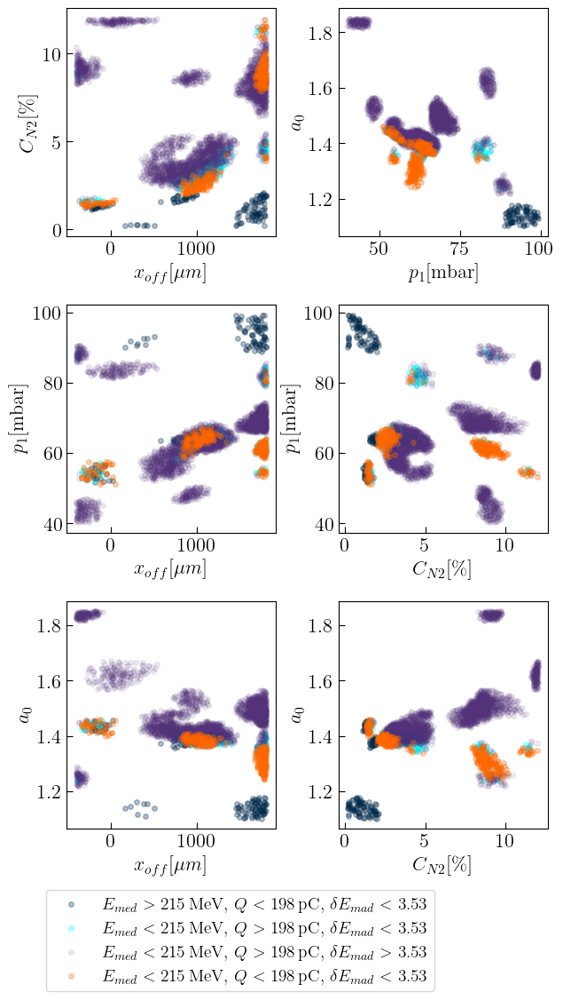 10
5
0
C_{N2}[%]
0
1000
x_{off}[μm]
1.8
1.6
1.4
1.2
a_0
50
75
100
p_1[mbar]
100
80
60
40
p_1[mbar]
0
1000
x_{off}[μm]
100
80
60
40
p_1[mbar]
0
5
10
C_{N2}[%]
1.8
1.6
1.4
1.2
a_0
0
1000
x_{off}[μm]
1.8
1.6
1.4
1.2
a_0
0
5
10
C_{N2}[%]
E_{med} > 215 MeV, Q < 198 pC, δE_{mad} < 3.53
E_{med} < 215 MeV, Q > 198 pC, δE_{mad} < 3.53
E_{med} < 215 MeV, Q > 198 pC, δE_{mad} > 3.53
E_{med} < 215 MeV, Q < 198 pC, δE_{mad} < 3.53